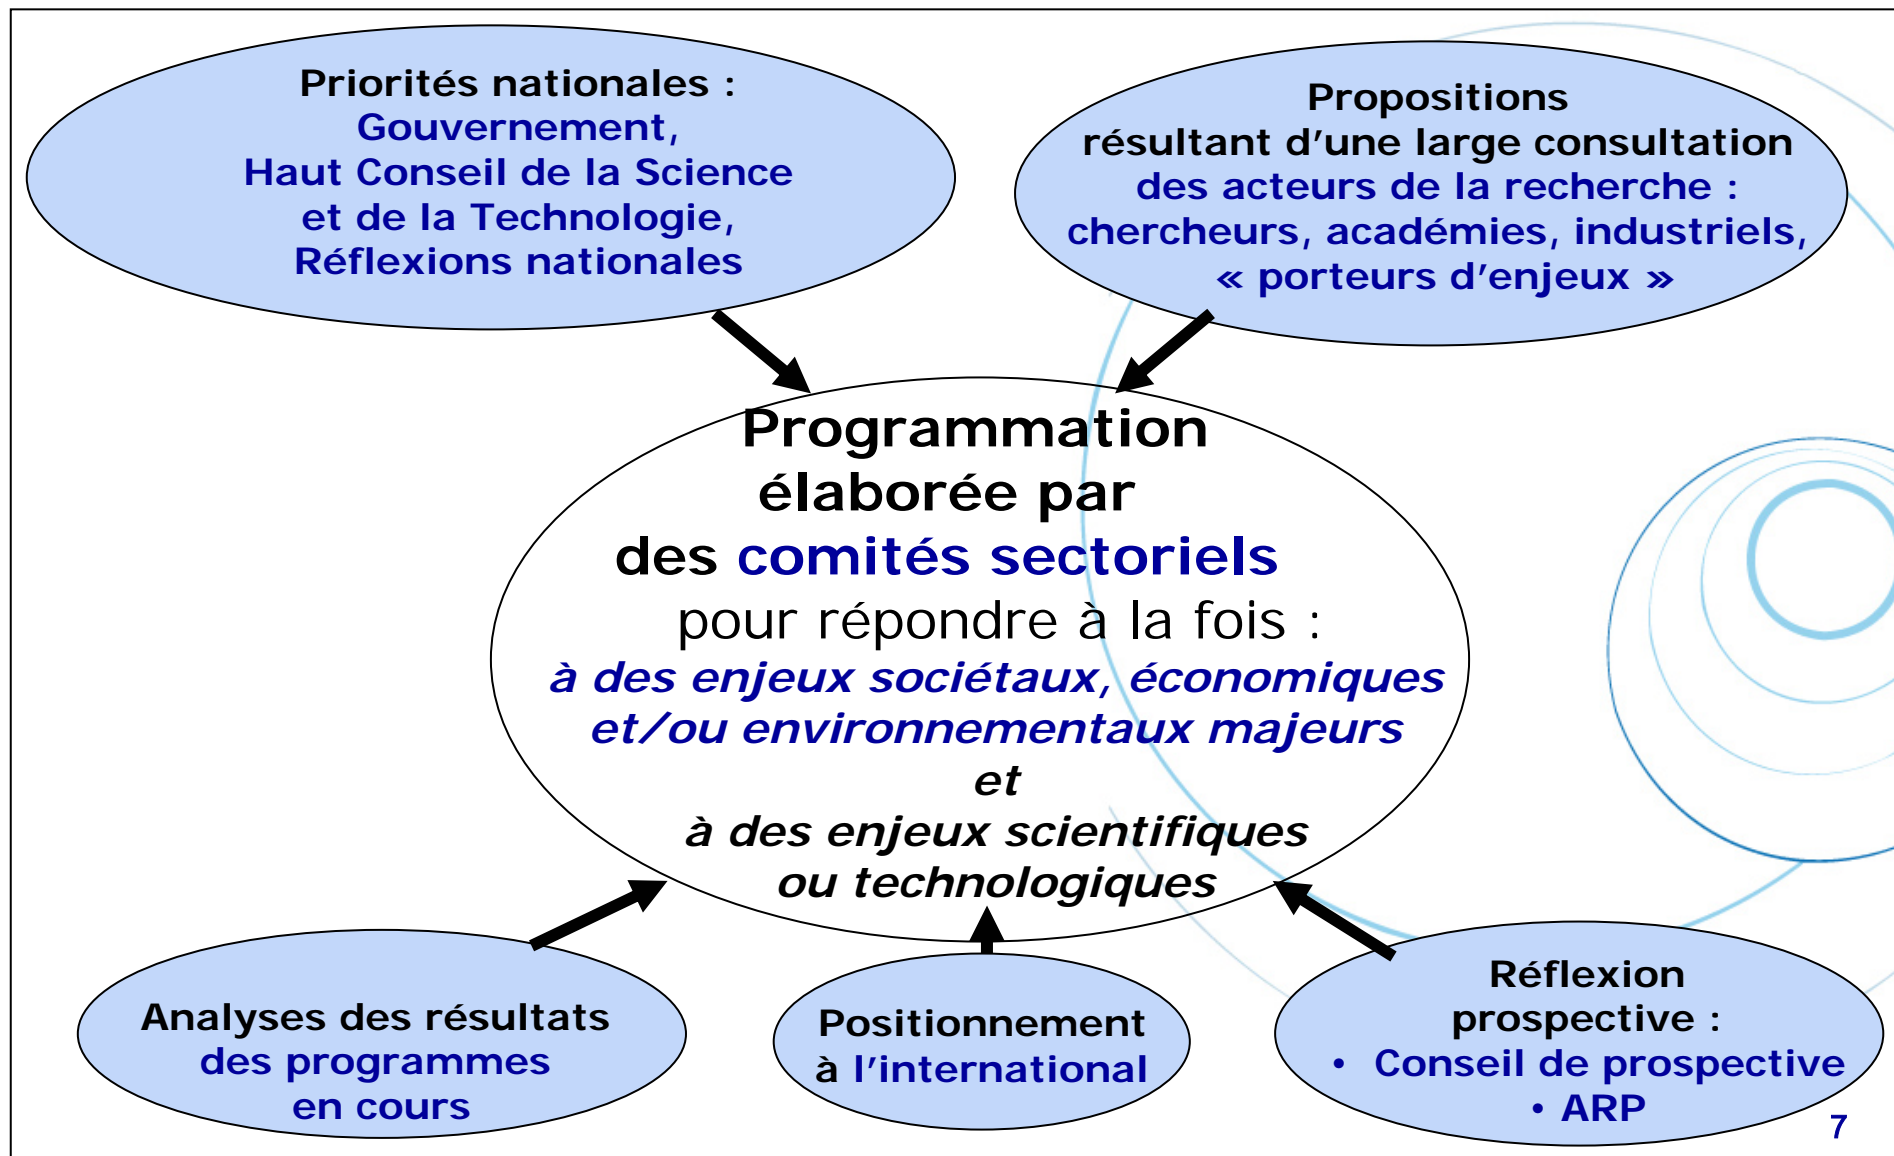 Priorités nationales :
Gouvernement,
Haut Conseil de la Science
et de la Technologie,
Réflexions nationales
Propositions
résultant d’une large consultation
des acteurs de la recherche :
chercheurs, académies, industriels,
« porteurs d’enjeux »
Programmation
élaborée par
des comités sectoriels
pour répondre à la fois :
à des enjeux sociétaux, économiques
et/ou environnementaux majeurs
et
à des enjeux scientifiques
ou technologiques
Analyses des résultats
des programmes
en cours
Positionnement
à l’international
Réflexion
prospective :
• Conseil de prospective
• ARP
7